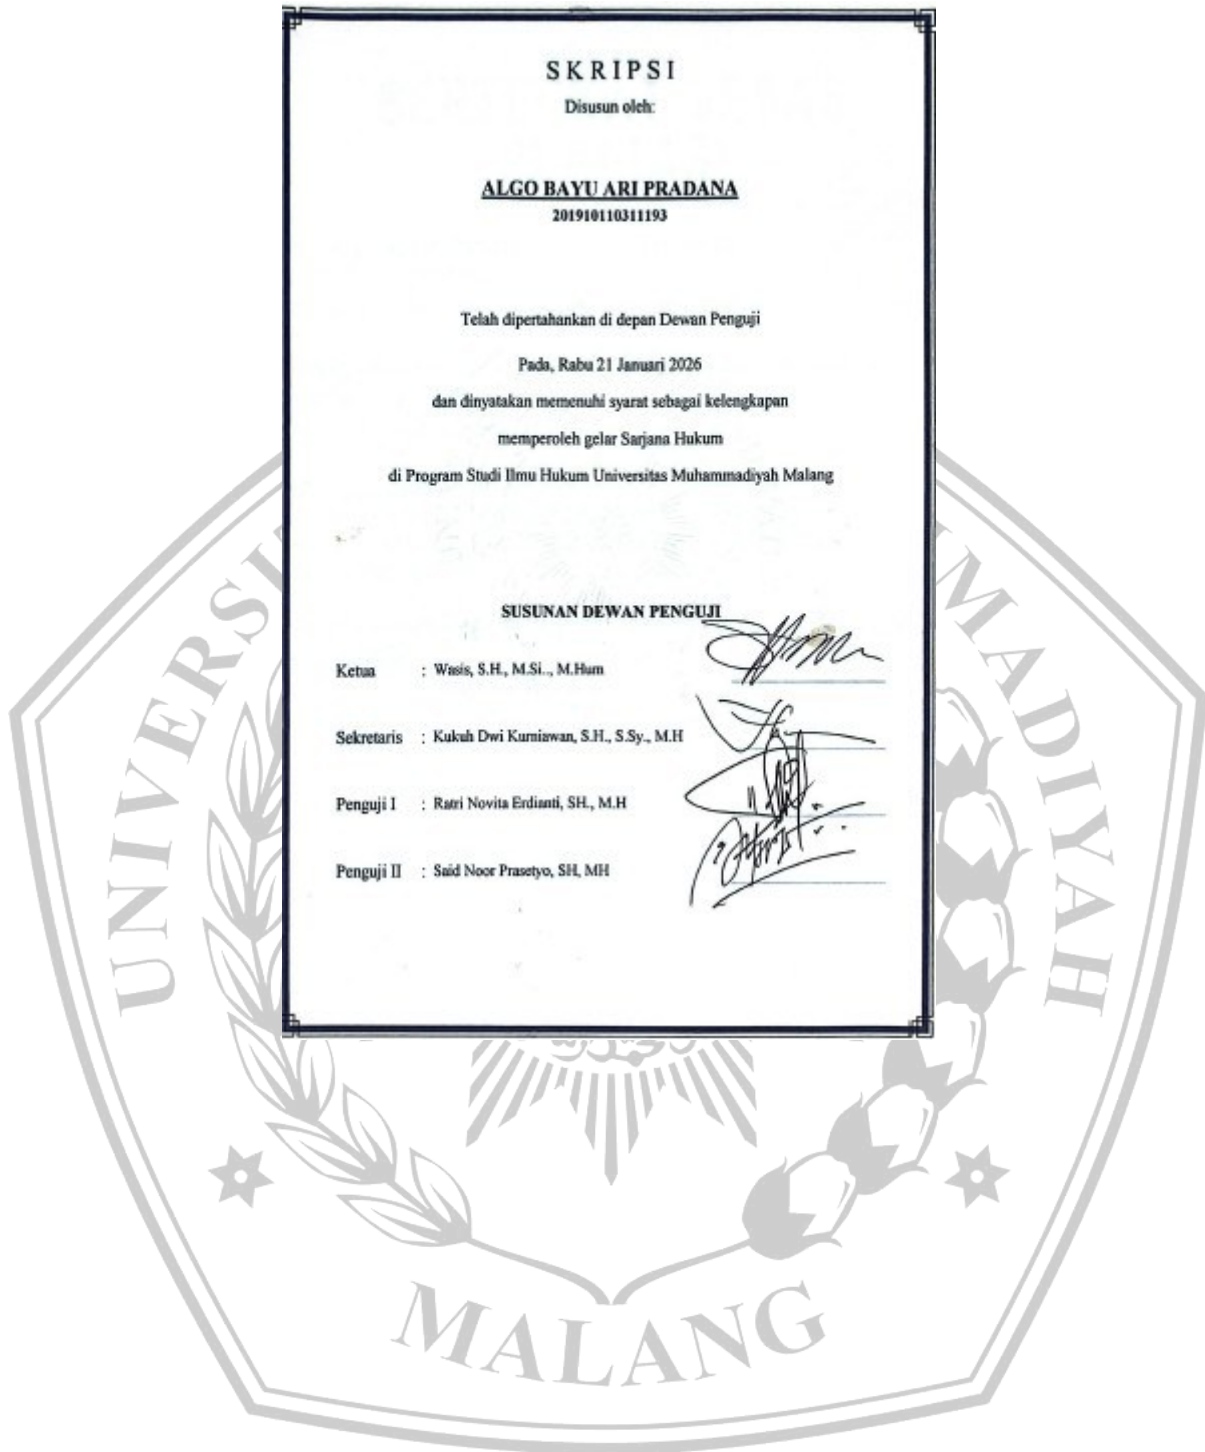 SKRIPSI
Disusun oleh:
ALGO BAYU ARI PRADANA
201910110311193
Telah dipertahankan di depan Dewan Penguji
Pada, Rabu 21 Januari 2026
dan dinyatakan memenuhi syarat sebagai kelengkapan
memperoleh gelar Sarjana Hukum
di Program Studi Ilmu Hukum Universitas Muhammadiyah Malang
SUSUNAN DEWAN PENGUJI
Ketua : Wasis, S.H., M.Si.., M.Hum
Sekretaris : Kukuh Dwi Kurniawan, S.H., S.Sy., M.H
Penguji I : Ratri Novita Erdianti, SH., M.H
Penguji II : Said Noor Prasetyo, SH, MH
UNIVERSI
MMADIYAH
MALANG